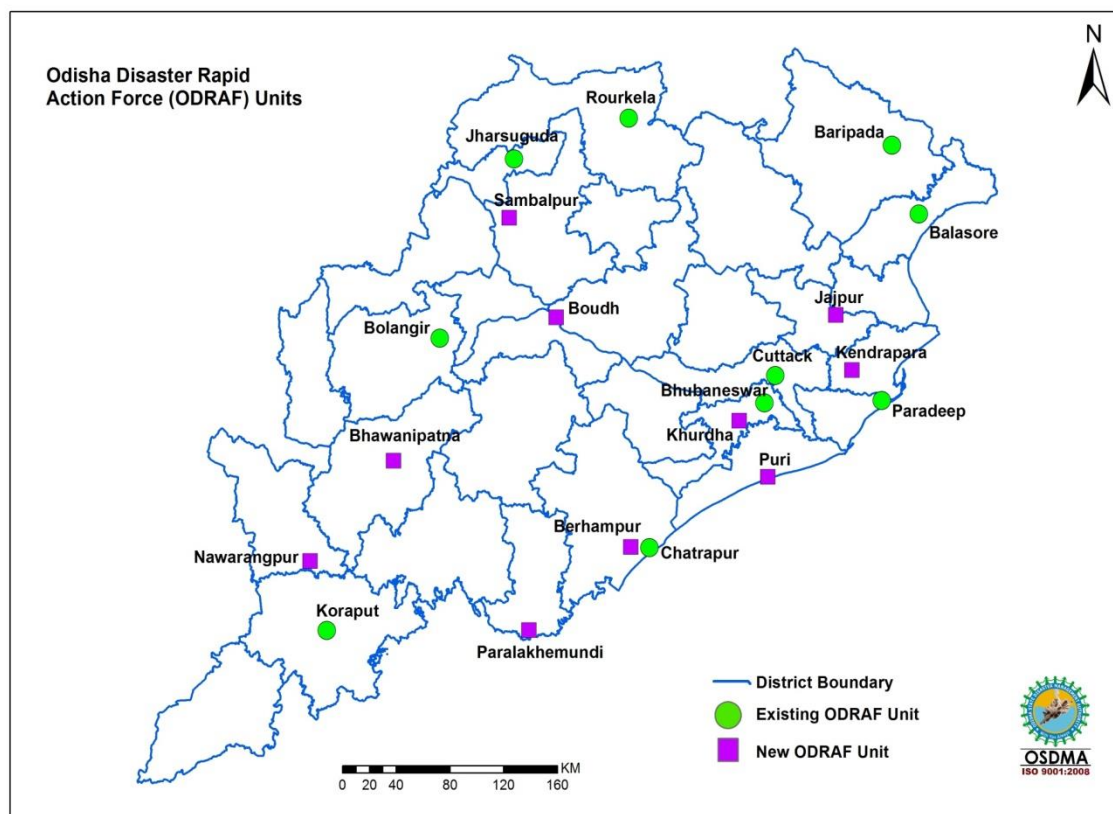 N
Odisha Disaster Rapid
Action Force (ODRAF) Units
Rourkela
Jharsuguda
Baripada
Sambalpur
Balasore
Boudh
Jajpur
Bolangir
Cuttack
Kendrapara
Bhubaneswar
Paradeep
Khurdha
Bhawanipatna
Puri
Berhampur
Chatrapur
Nawarangpur
Koraput
Paralakhemundi
District Boundary
Existing ODRAF Unit
New ODRAF Unit
KM
0 20 40 80 120 160
OSDMA
ISO 9001:2008